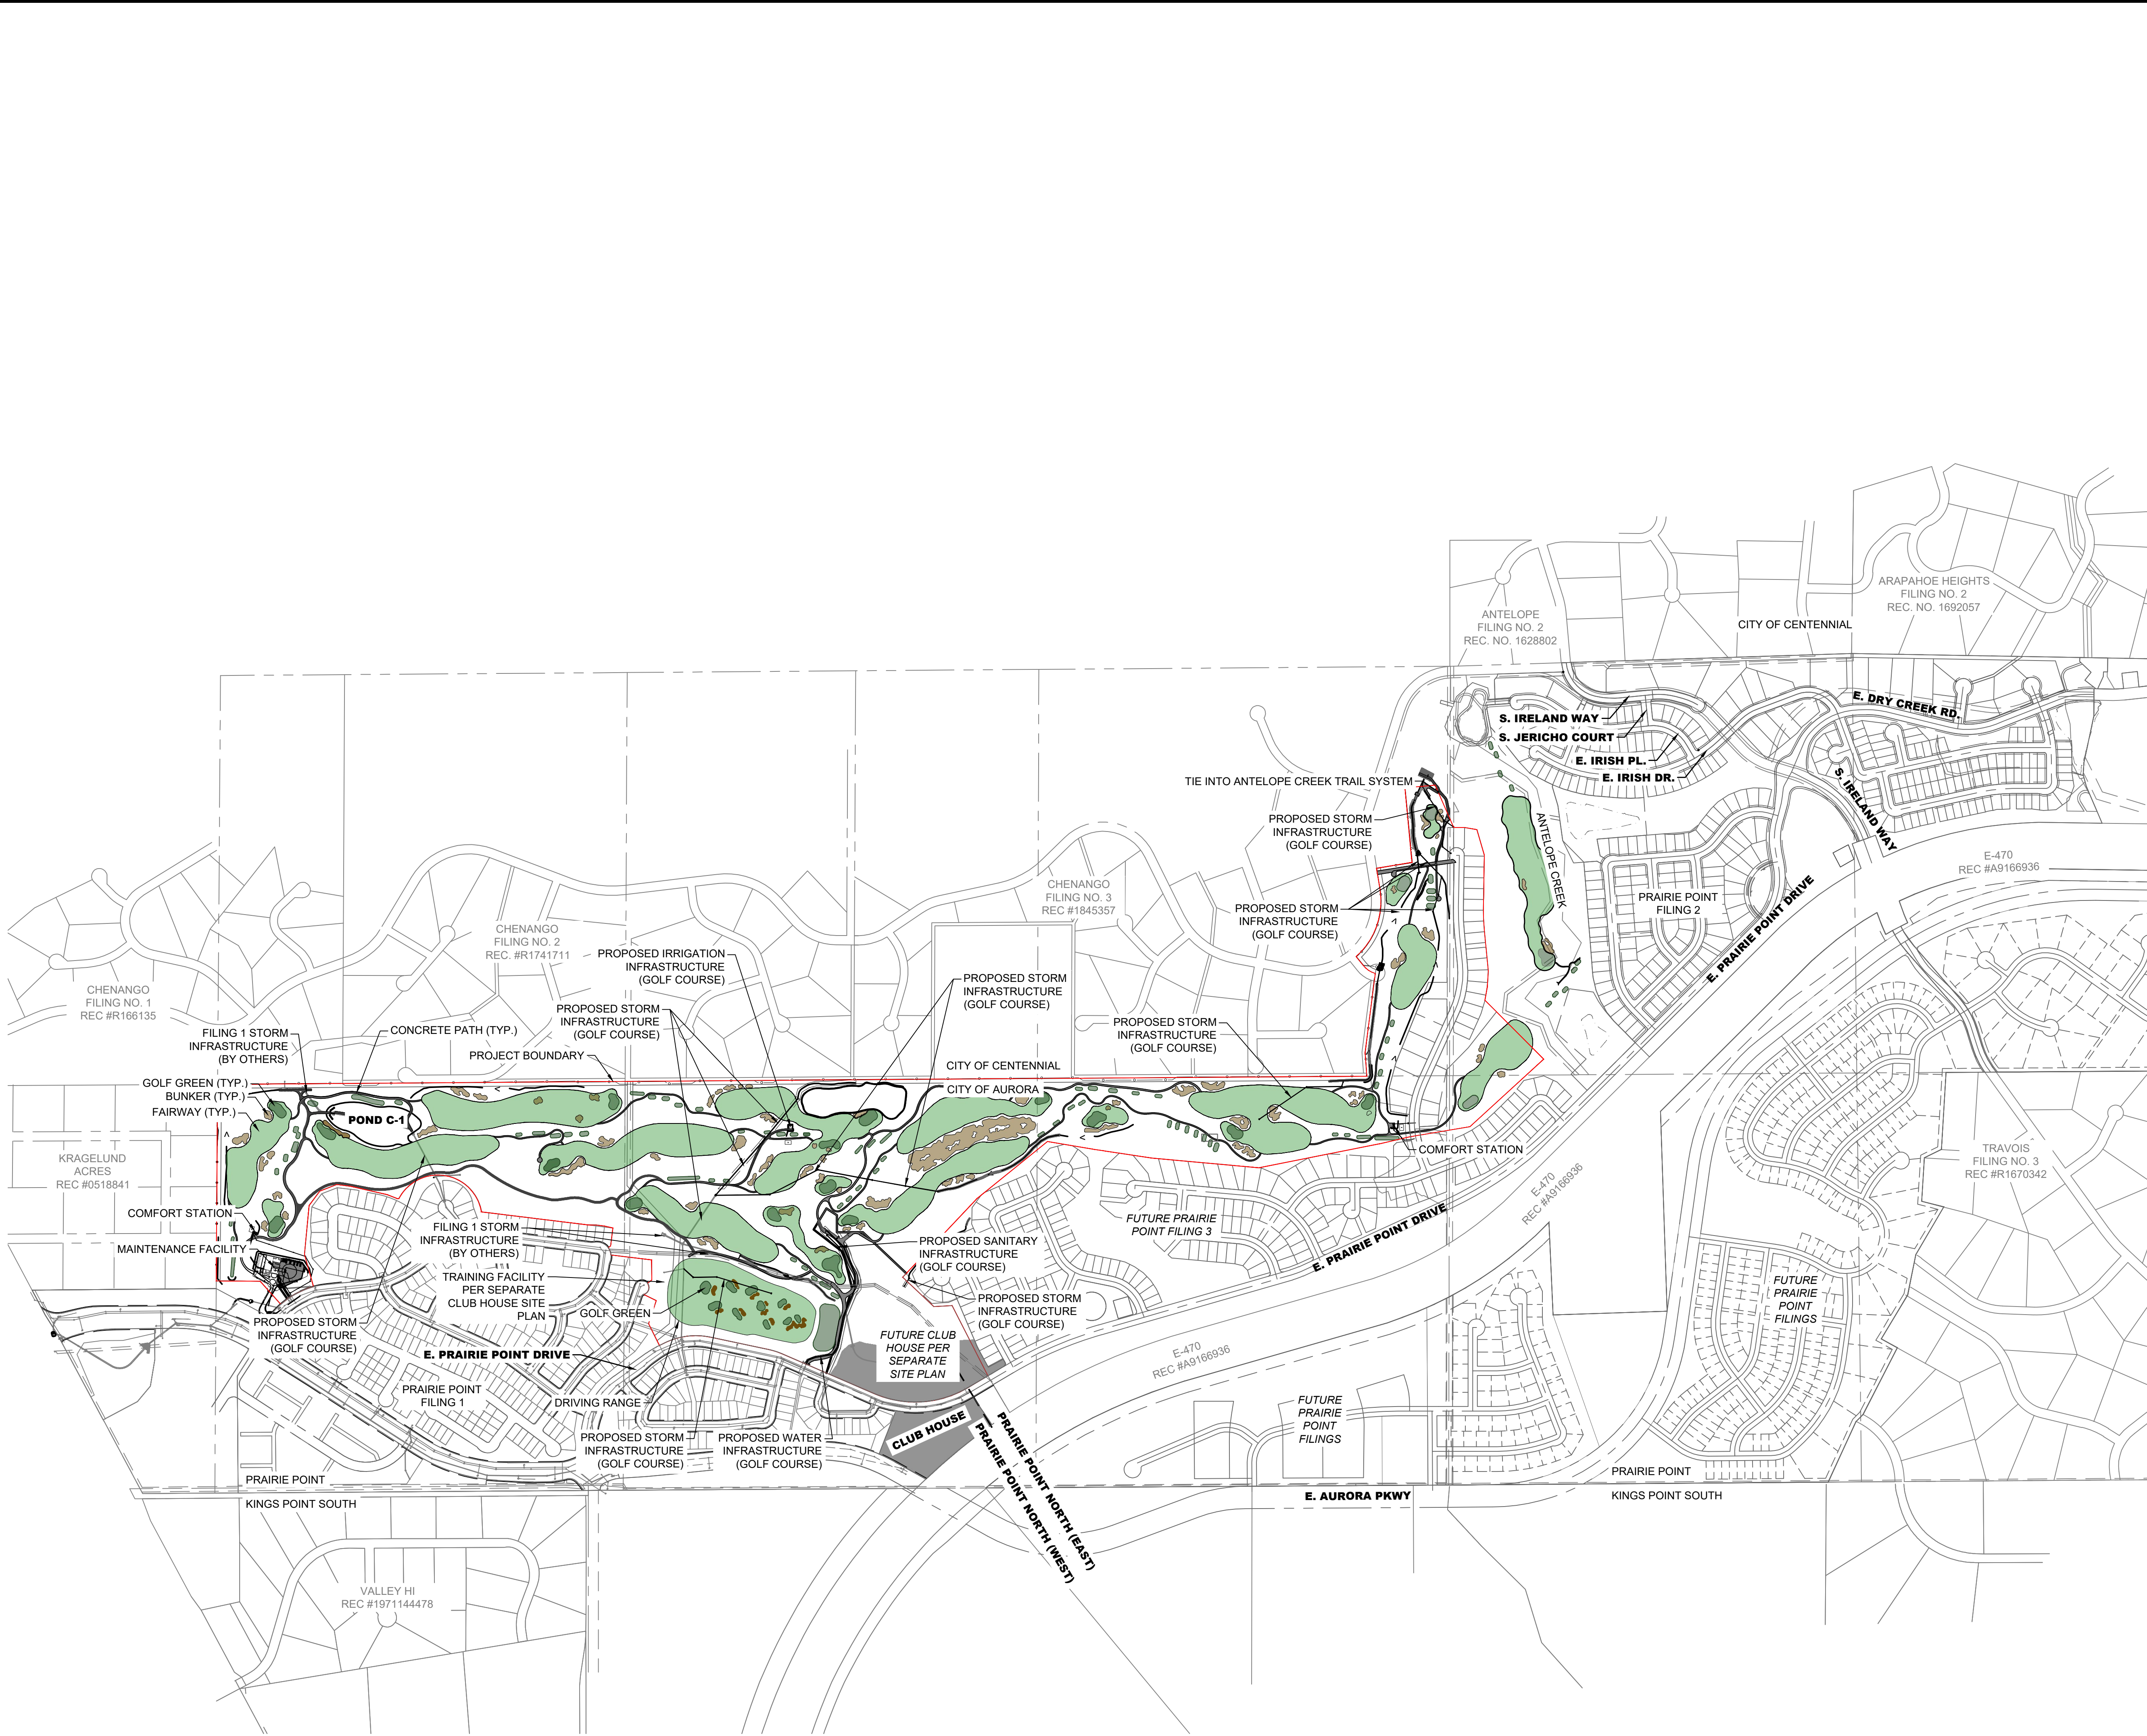 ARAPAHOE HEIGHTS
FILING NO. 2
REC. NO. 1692057
ANTELOPE
FILING NO. 2
REC. NO. 1628802
CITY OF CENTENNIAL
E. DRY CREEK RD.
S. IRELAND WAY
S. JERICHO COURT
E. IRISH PL.
E. IRISH DR.
S. IRELAND WAY
TIE INTO ANTELOPE CREEK TRAIL SYSTEM
PROPOSED STORM
INFRASTRUCTURE
(GOLF COURSE)
ANTELOPE CREEK
E-470
REC #A9166936
CHENANGO
FILING NO. 3
REC #1845357
PROPOSED STORM
INFRASTRUCTURE
(GOLF COURSE)
PRAIRIE POINT
FILING 2
E. PRAIRIE POINT DRIVE
CHENANGO
FILING NO. 2
REC. #R1741711
PROPOSED IRRIGATION
INFRASTRUCTURE
(GOLF COURSE)
PROPOSED STORM
INFRASTRUCTURE
(GOLF COURSE)
CHENANGO
FILING NO. 1
REC #R166135
PROPOSED STORM
INFRASTRUCTURE
(GOLF COURSE)
PROPOSED STORM
INFRASTRUCTURE
(GOLF COURSE)
FILING 1 STORM
INFRASTRUCTURE
(BY OTHERS)
CONCRETE PATH (TYP.)
PROJECT BOUNDARY
CITY OF CENTENNIAL
CITY OF AURORA
GOLF GREEN (TYP.)
BUNKER (TYP.)
FAIRWAY (TYP.)
POND C-1
COMFORT STATION
KRAGELUND
ACRES
REC #0518841
TRAVOIS
FILING NO. 3
REC #R1670342
E-470
REC #A9166936
COMFORT STATION
MAINTENANCE FACILITY
FILING 1 STORM
INFRASTRUCTURE
(BY OTHERS)
FUTURE PRAIRIE
POINT FILING 3
E. PRAIRIE POINT DRIVE
PROPOSED SANITARY
INFRASTRUCTURE
(GOLF COURSE)
TRAINING FACILITY
PER SEPARATE
CLUB HOUSE SITE
PLAN
GOLF GREEN
PROPOSED STORM
INFRASTRUCTURE
(GOLF COURSE)
FUTURE
PRAIRIE
POINT
FILINGS
PROPOSED STORM
INFRASTRUCTURE
(GOLF COURSE)
FUTURE CLUB
HOUSE PER
SEPARATE
SITE PLAN
E. PRAIRIE POINT DRIVE
E-470
REC #A9166936
PRAIRIE POINT
FILING 1
DRIVING RANGE
FUTURE
PRAIRIE
POINT
FILINGS
CLUB HOUSE
PROPOSED STORM
INFRASTRUCTURE
(GOLF COURSE)
PROPOSED WATER
INFRASTRUCTURE
(GOLF COURSE)
PRAIRIE POINT NORTH (EAST)
PRAIRIE POINT NORTH (WEST)
PRAIRIE POINT
KINGS POINT SOUTH
PRAIRIE POINT
KINGS POINT SOUTH
E. AURORA PKWY
VALLEY HI
REC #1971144478